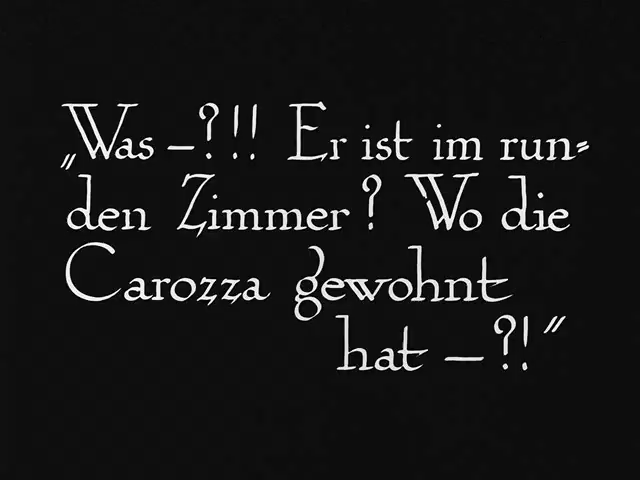 „Was –?!! Er ist im run=
den Zimmer? Wo die
Carozza gewohnt
hat –?!"